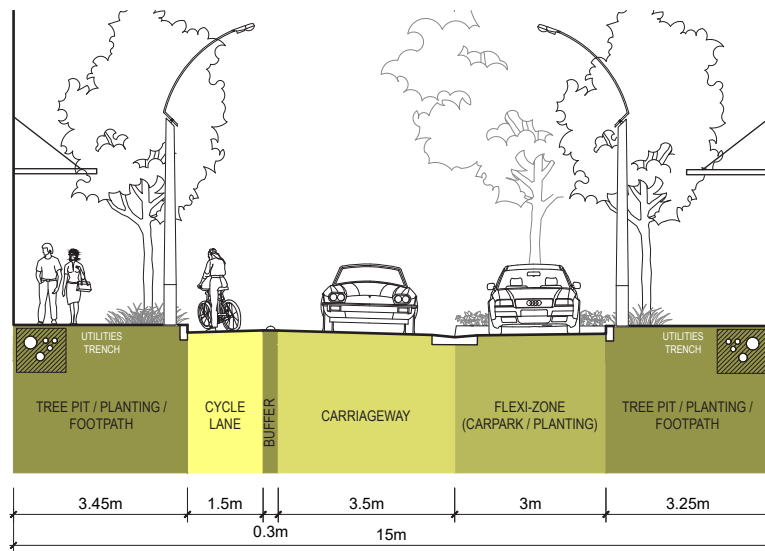 UTILITIES
TRENCH
UTILITIES
TRENCH
TREE PIT / PLANTING /
FOOTPATH
CYCLE
LANE
BUFFER
CARRIAGEWAY
FLEXI-ZONE
(CARPARK / PLANTING)
TREE PIT / PLANTING /
FOOTPATH
3.45m
1.5m
0.3m
3.5m
3m
3.25m
15m